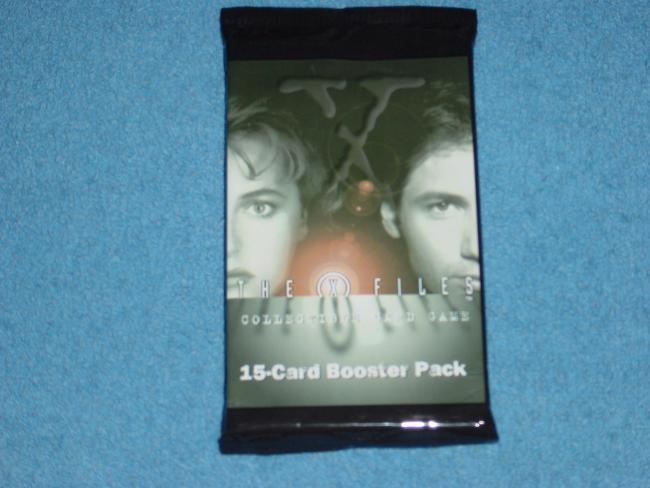 X
THE X FILES
COLLECTIBLE CARD GAME
15-Card Booster Pack